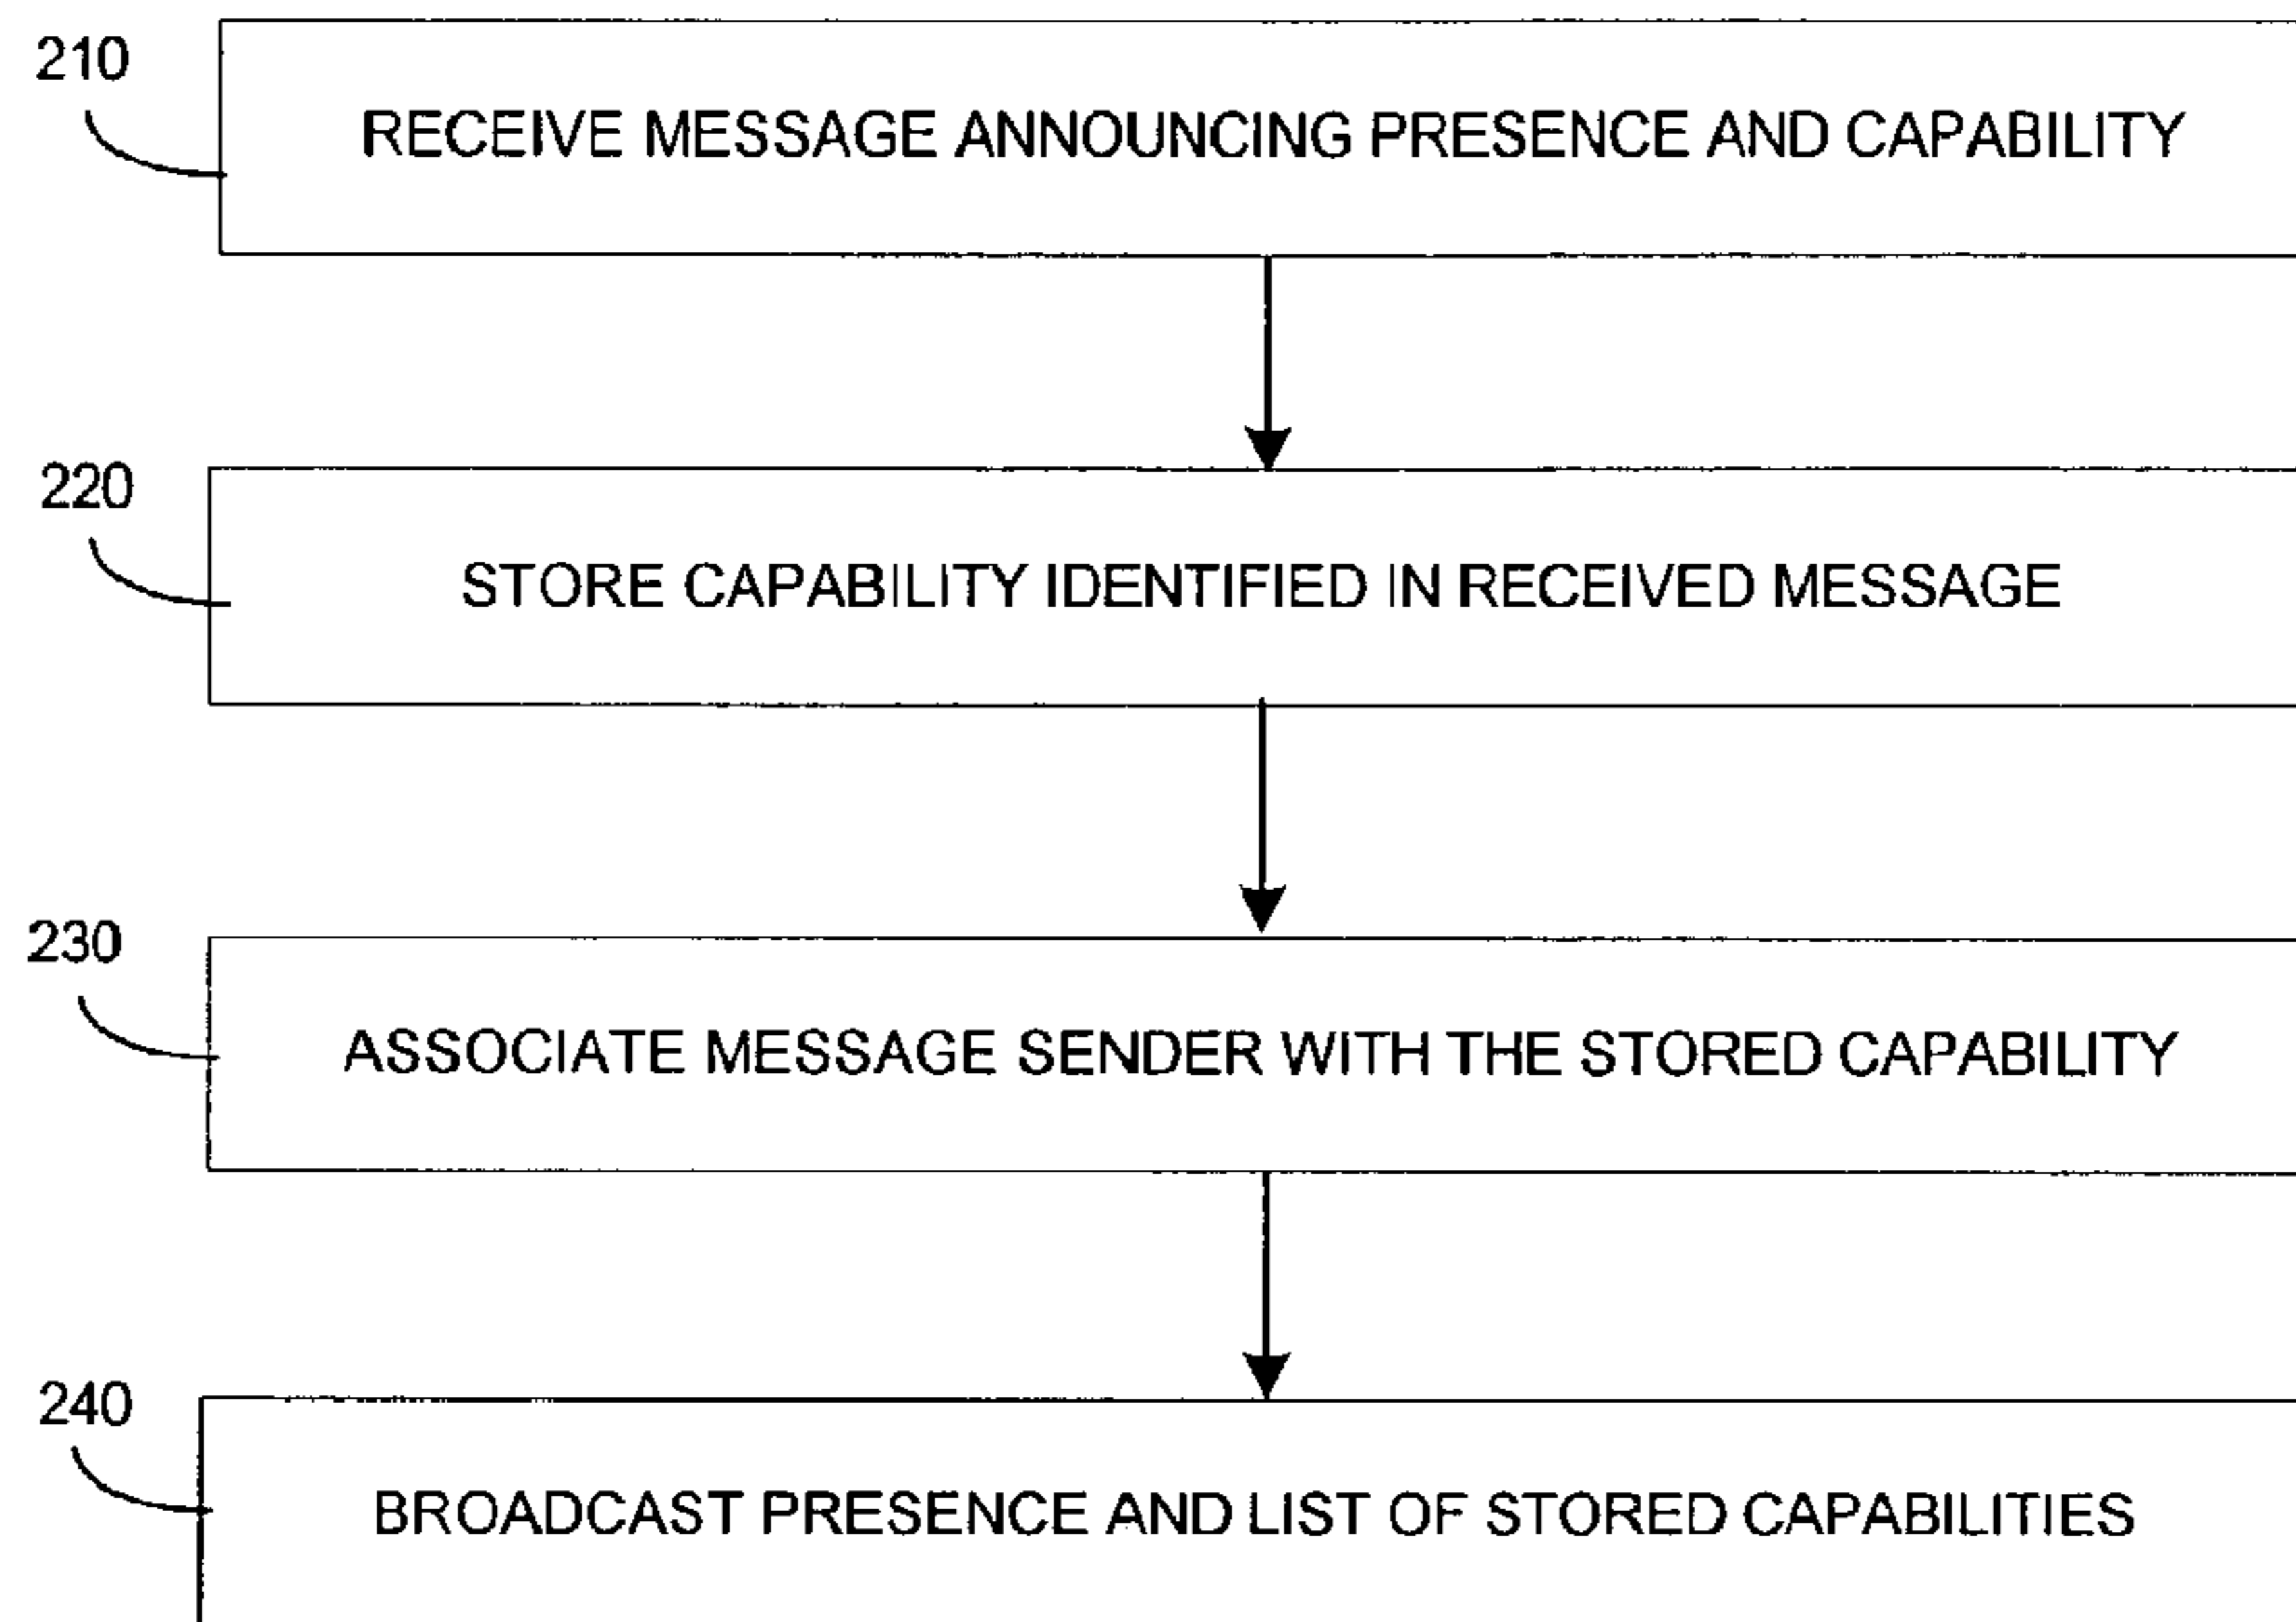 210
RECEIVE MESSAGE ANNOUNCING PRESENCE AND CAPABILITY
220
STORE CAPABILITY IDENTIFIED IN RECEIVED MESSAGE
230
ASSOCIATE MESSAGE SENDER WITH THE STORED CAPABILITY
240
BROADCAST PRESENCE AND LIST OF STORED CAPABILITIES